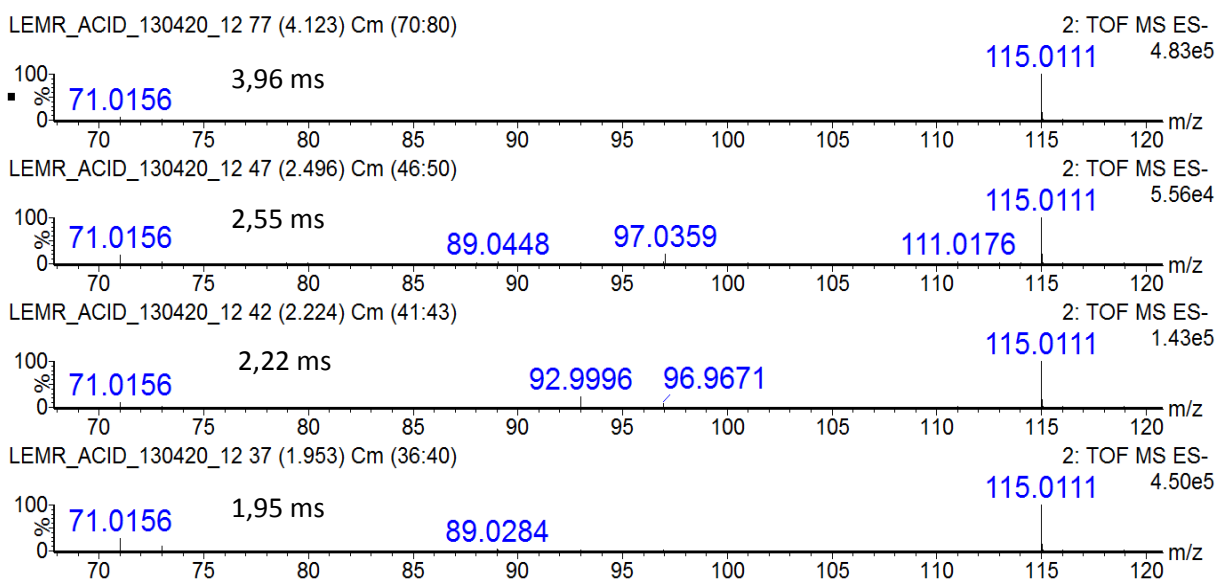 LEMR_ACID_130420_12 77 (4.123) Cm (70:80) 2: TOF MS ES-
4.83e5
115.0111
3,96 ms
71.0156
100
%
0
70 75 80 85 90 95 100 105 110 115 120 m/z
LEMR_ACID_130420_12 47 (2.496) Cm (46:50) 2: TOF MS ES-
5.56e4
115.0111
2,55 ms
71.0156 89.0448 97.0359 111.0176
100
%
0
70 75 80 85 90 95 100 105 110 115 120 m/z
LEMR_ACID_130420_12 42 (2.224) Cm (41:43) 2: TOF MS ES-
1.43e5
115.0111
2,22 ms
71.0156 92.9996 96.9671
100
%
0
70 75 80 85 90 95 100 105 110 115 120 m/z
LEMR_ACID_130420_12 37 (1.953) Cm (36:40) 2: TOF MS ES-
4.50e5
115.0111
1,95 ms
71.0156 89.0284
100
%
0
70 75 80 85 90 95 100 105 110 115 120 m/z